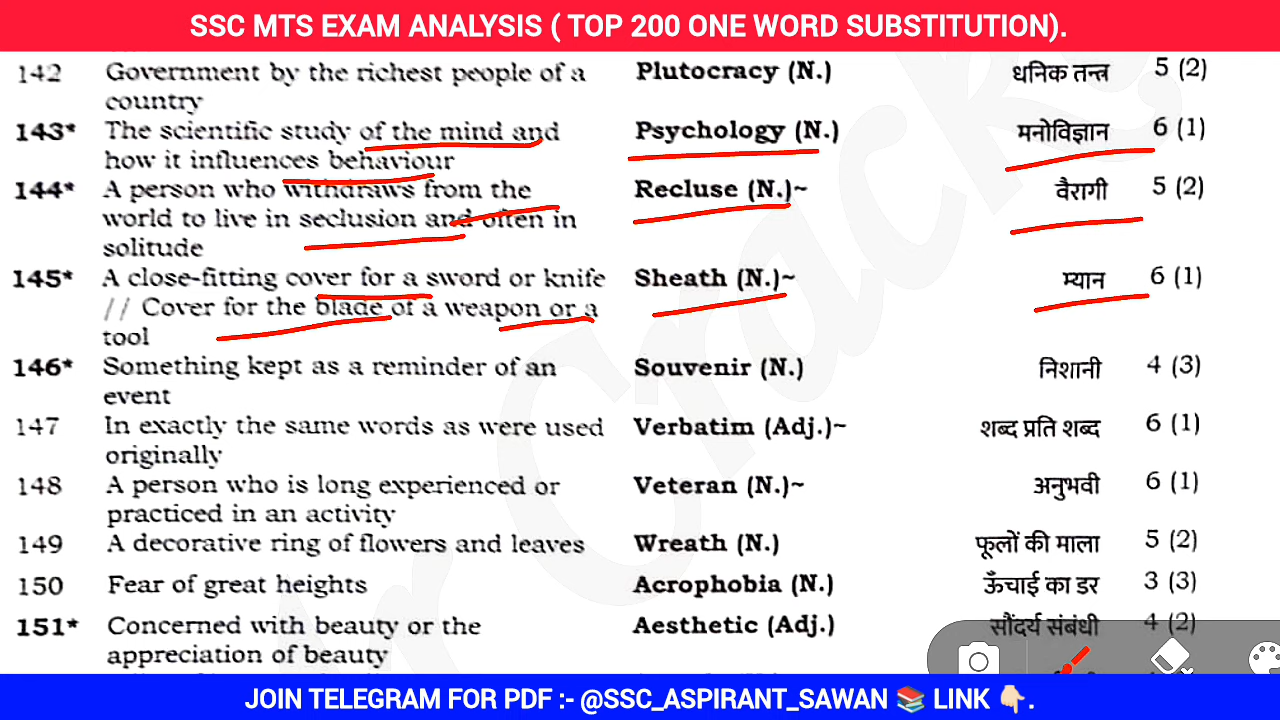 SSC MTS EXAM ANALYSIS ( TOP 200 ONE WORD SUBSTITUTION).
142 Government by the richest people of a Plutocracy (N.) धनिक तन्त्र 5 (2)
country
143* The scientific study of the mind and Psychology (N.) मनोविज्ञान 6 (1)
how it influences behaviour
144* A person who withdraws from the Recluse (N.)~ वैरागी 5 (2)
world to live in seclusion and often in
solitude
145* A close-fitting cover for a sword or knife Sheath (N.)~ म्यान 6 (1)
// Cover for the blade of a weapon or a
tool
146* Something kept as a reminder of an Souvenir (N.) निशानी 4 (3)
event
147 In exactly the same words as were used Verbatim (Adj.)~ शब्द प्रति शब्द 6 (1)
originally
148 A person who is long experienced or Veteran (N.)~ अनुभवी 6 (1)
practiced in an activity
149 A decorative ring of flowers and leaves Wreath (N.) फूलों की माला 5 (2)
150 Fear of great heights Acrophobia (N.) ऊँचाई का डर 3 (3)
151* Concerned with beauty or the Aesthetic (Adj.) सौंदर्य संबंधी 4 (2)
appreciation of beauty
JOIN TELEGRAM FOR PDF :- @SSC_ASPIRANT_SAWAN 📚 LINK 👇🏻.